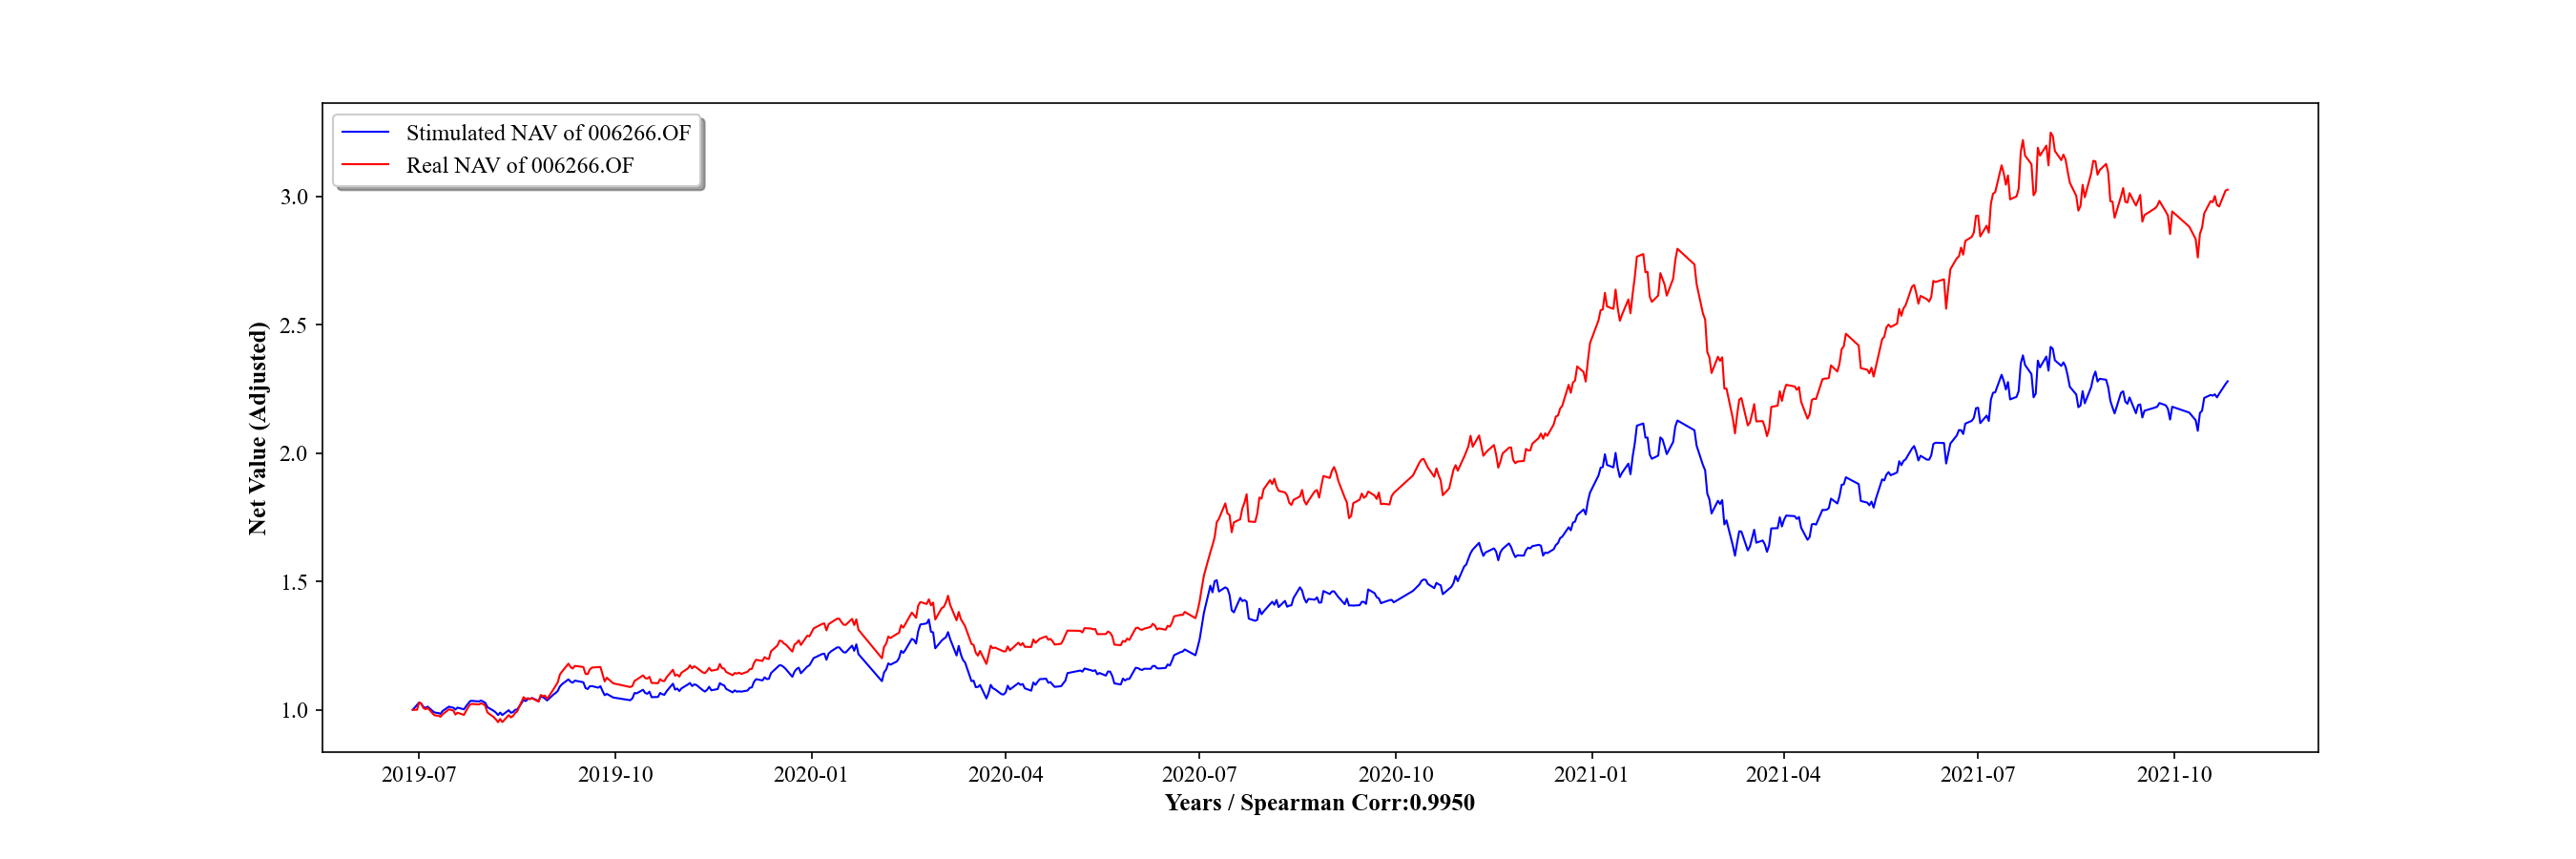 Stimulated NAV of 006266.OF
Real NAV of 006266.OF
Net Value (Adjusted)
3.0
2.5
2.0
1.5
1.0
2019-07 2019-10 2020-01 2020-04 2020-07 2020-10 2021-01 2021-04 2021-07 2021-10
Years / Spearman Corr:0.9950